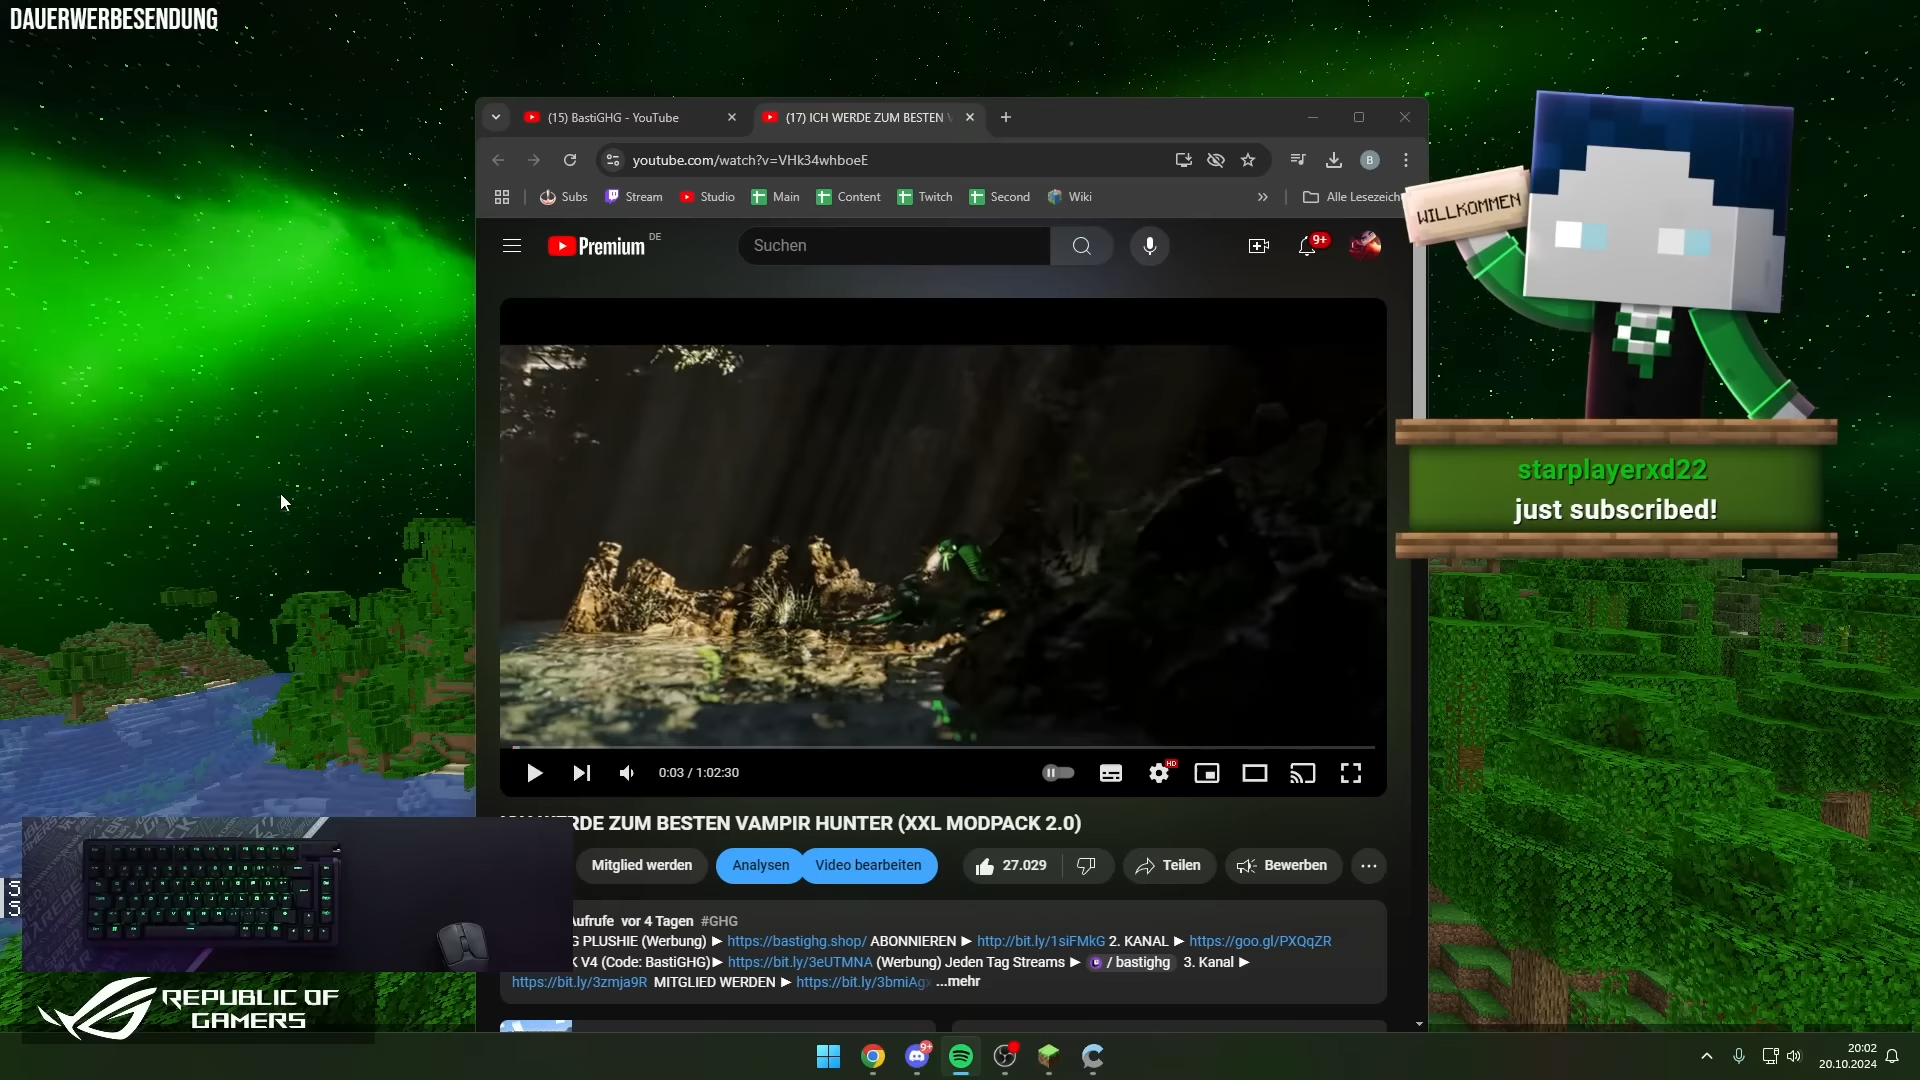 DAUERWERBESENDUNG
(15) BastiGHG - YouTube
(17) ICH WERDE ZUM BESTEN
youtube.com/watch?v=VHk34whboeE
B
Subs
Stream
Studio
Main
Content
Twitch
Second
Wiki
Alle Lesezeich
Premium DE
Suchen
9+
WILLKOMMEN
starplayerxd22
just subscribed!
0:03 / 1:02:30
HD
RDE ZUM BESTEN VAMPIR HUNTER (XXL MODPACK 2.0)
Mitglied werden
Analysen
Video bearbeiten
27.029
Teilen
Bewerben
Aufrufe vor 4 Tagen #GHG
G PLUSHIE (Werbung) ► https://bastighg.shop/ ABONNIEREN ► http://bit.ly/1siFMkG 2. KANAL ► https://goo.gl/PXQqZR
K V4 (Code: BastiGHG)► https://bit.ly/3eUTMNA (Werbung) Jeden Tag Streams ► / bastighg 3. Kanal ►
https://bit.ly/3zmja9R MITGLIED WERDEN ► https://bit.ly/3bmiAg ...mehr
S
S
REPUBLIC OF
GAMERS
9+
20:02
20.10.2024